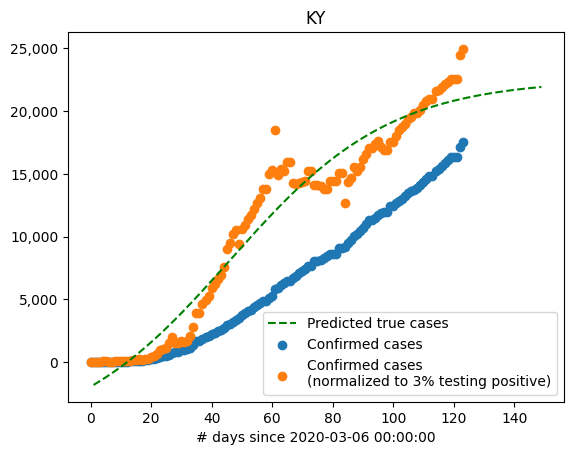 KY
25,000
20,000
15,000
10,000
5,000
0
Predicted true cases
Confirmed cases
Confirmed cases
(normalized to 3% testing positive)
0 20 40 60 80 100 120 140
# days since 2020-03-06 00:00:00